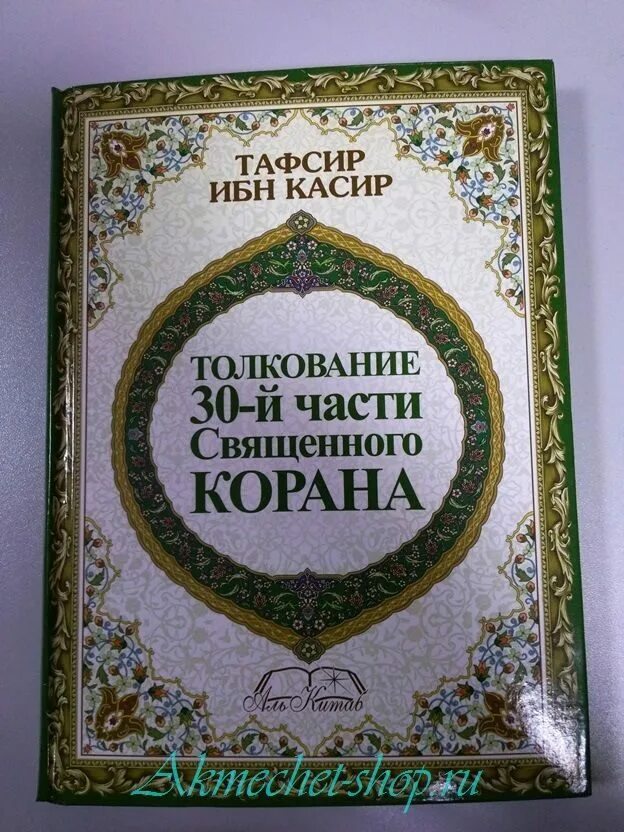 ТАФСИР
ИБН КАСИР
ТОЛКОВАНИЕ
30-й части
Священного
КОРАНА
Аль Китаб
Akmechet-shop.ru